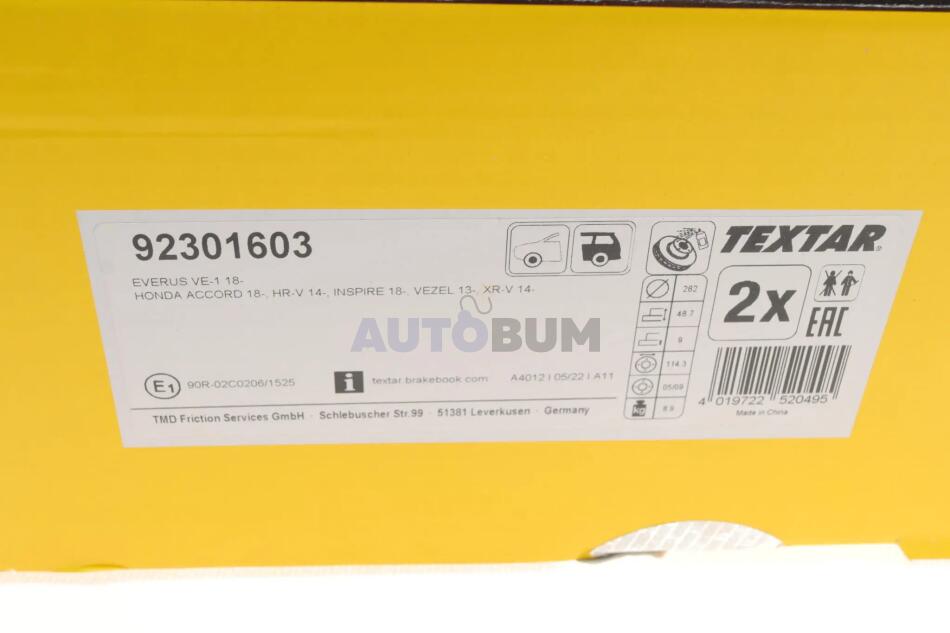 92301603
EVERUS VE-1 18-
HONDA ACCORD 18-, HR-V 14-, INSPIRE 18-, VEZEL 13-, XR-V 14-
AUTOBUM
E1 90R-02C0206/1525
i textar.brakebook.com
A4012 I 05/22 I A11
TMD Friction Services GmbH · Schlebuscher Str.99 · 51381 Leverkusen · Germany
282
48.7
9
114.3
05/09
kg 8.9
TEXTAR®
2x
EAC
4 019722 520495
Made in China